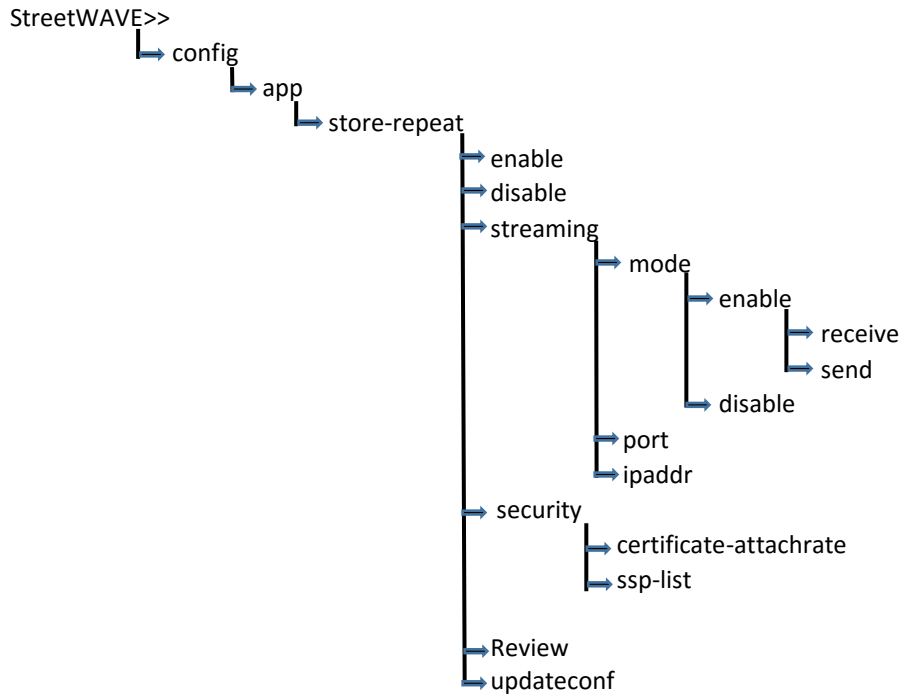 StreetWAVE>>
config
app
store-repeat
enable
disable
streaming
mode
enable
receive
send
disable
port
ipaddr
security
certificate-attachrate
ssp-list
Review
updateconf